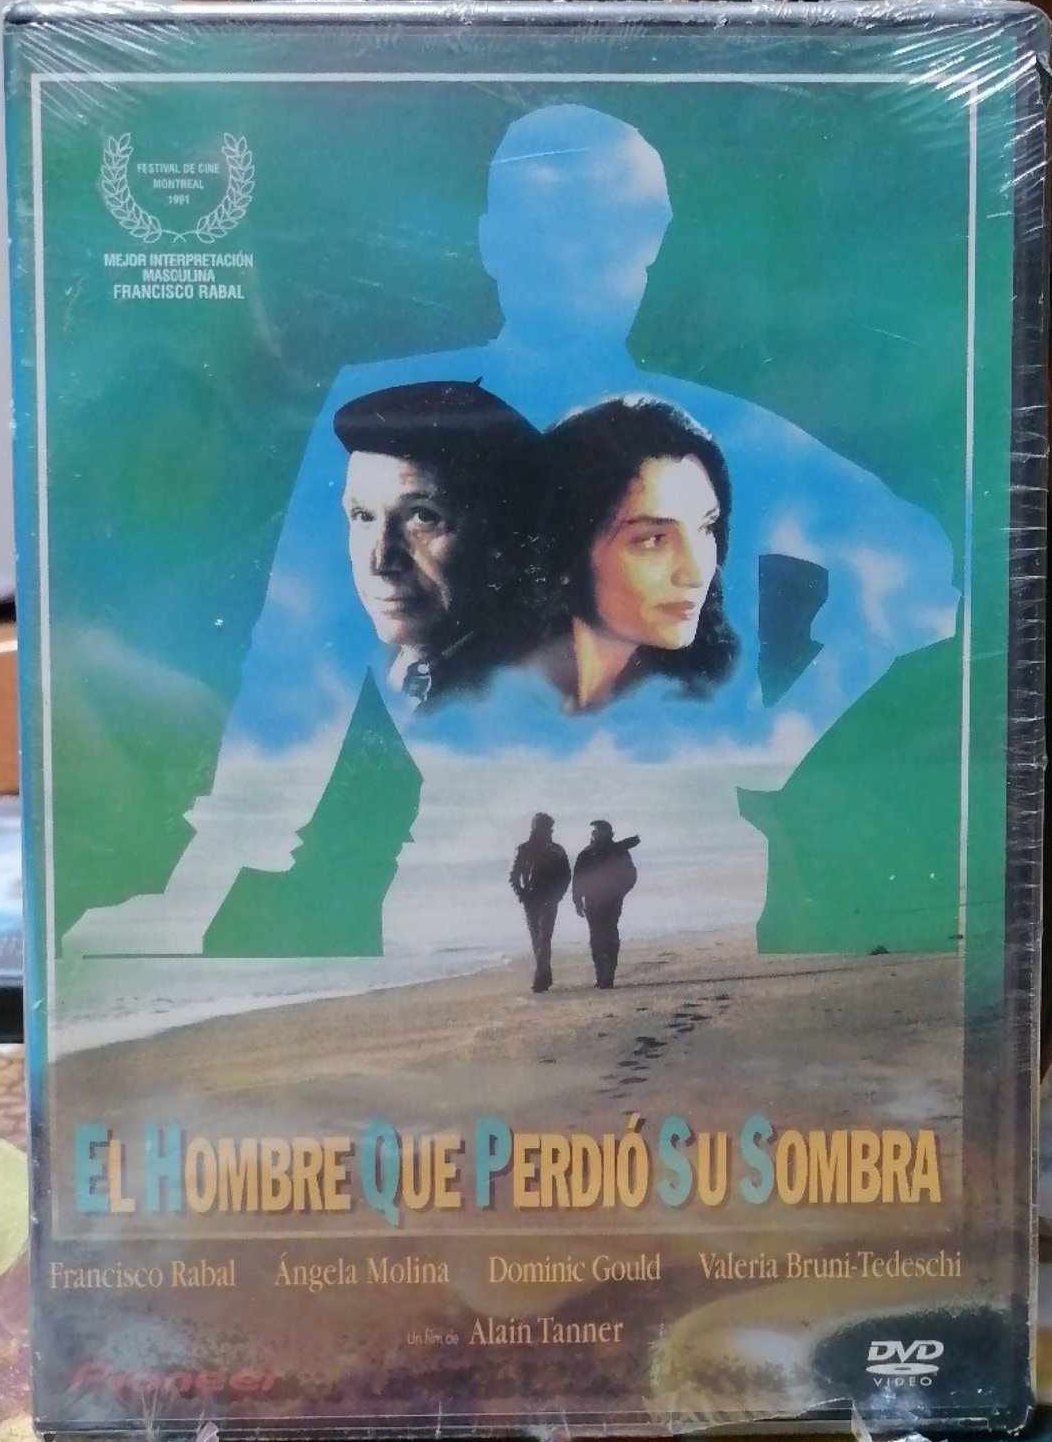 FESTIVAL DE CINE
MONTREAL
1991
MEJOR INTERPRETACIÓN
MASCULINA
FRANCISCO RABAL
EL HOMBRE QUE PERDIÓ SU SOMBRA
Francisco Rabal Ángela Molina Dominic Gould Valeria Bruni-Tedeschi
Un film de Alain Tanner
Pioneer
DVD
VIDEO